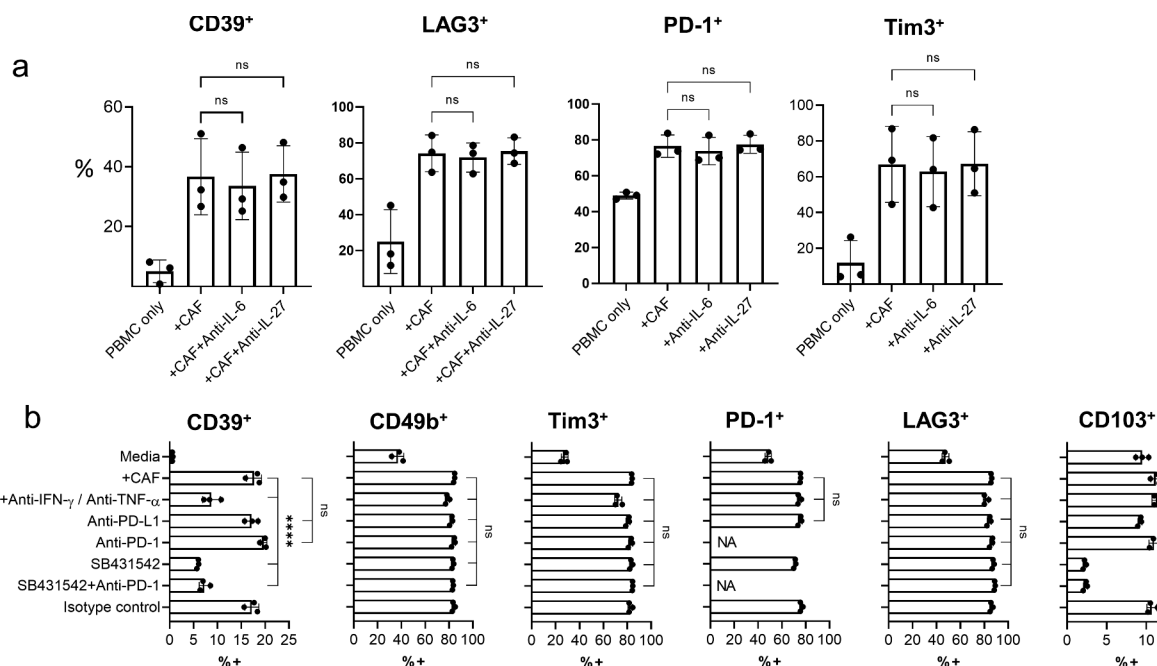 CD39+ LAG3+ PD-1+ Tim3+
a
ns ns ns ns
ns ns ns ns
%
60 40 20
100 80 60 40 20
100 80 60 40 20 0
100 80 60 40 20
PBMC only +CAF +CAF+Anti-IL-6 +CAF+Anti-IL-27
PBMC only +CAF +CAF+Anti-IL-6 +CAF+Anti-IL-27
PBMC only +CAF +Anti-IL-6 +Anti-IL-27
PBMC only +CAF +Anti-IL-6 +Anti-IL-27
b
CD39+ CD49b+ Tim3+ PD-1+ LAG3+ CD103+
Media
+CAF
+Anti-IFN-γ / Anti-TNF-α
Anti-PD-L1
Anti-PD-1
SB431542
SB431542+Anti-PD-1
Isotype control
**** ns
ns
ns
ns
NA
NA
ns
0 5 10 15 20 25
0 20 40 60 80 100
0 20 40 60 80 100
0 20 40 60 80 100
0 20 40 60 80 100
0 10
%+ %+ %+ %+ %+ %+